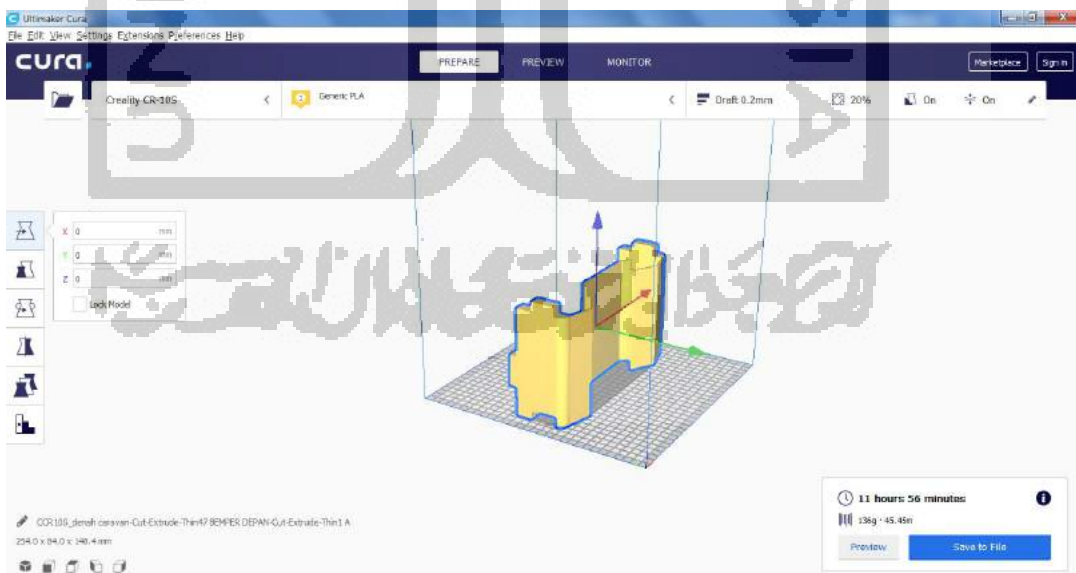 Ultimaker Cura
File Edit View Settings Extensions Preferences Help
cura. PREPARE PREVIEW MONITOR Marketplace Sign in
Creality CR-10S Generic PLA Draft 0.2mm 20% On On
X 0 mm
Y 0 mm
Z 0 mm
Lock Model
11 hours 56 minutes
136g · 45.45m
Preview Save to File
CCR10S_denah caravan-Cut-Extrude-Thin47 BEMPER DEPAN-Cut-Extrude-Thin1 A
254.0 x 84.0 x 148.4 mm